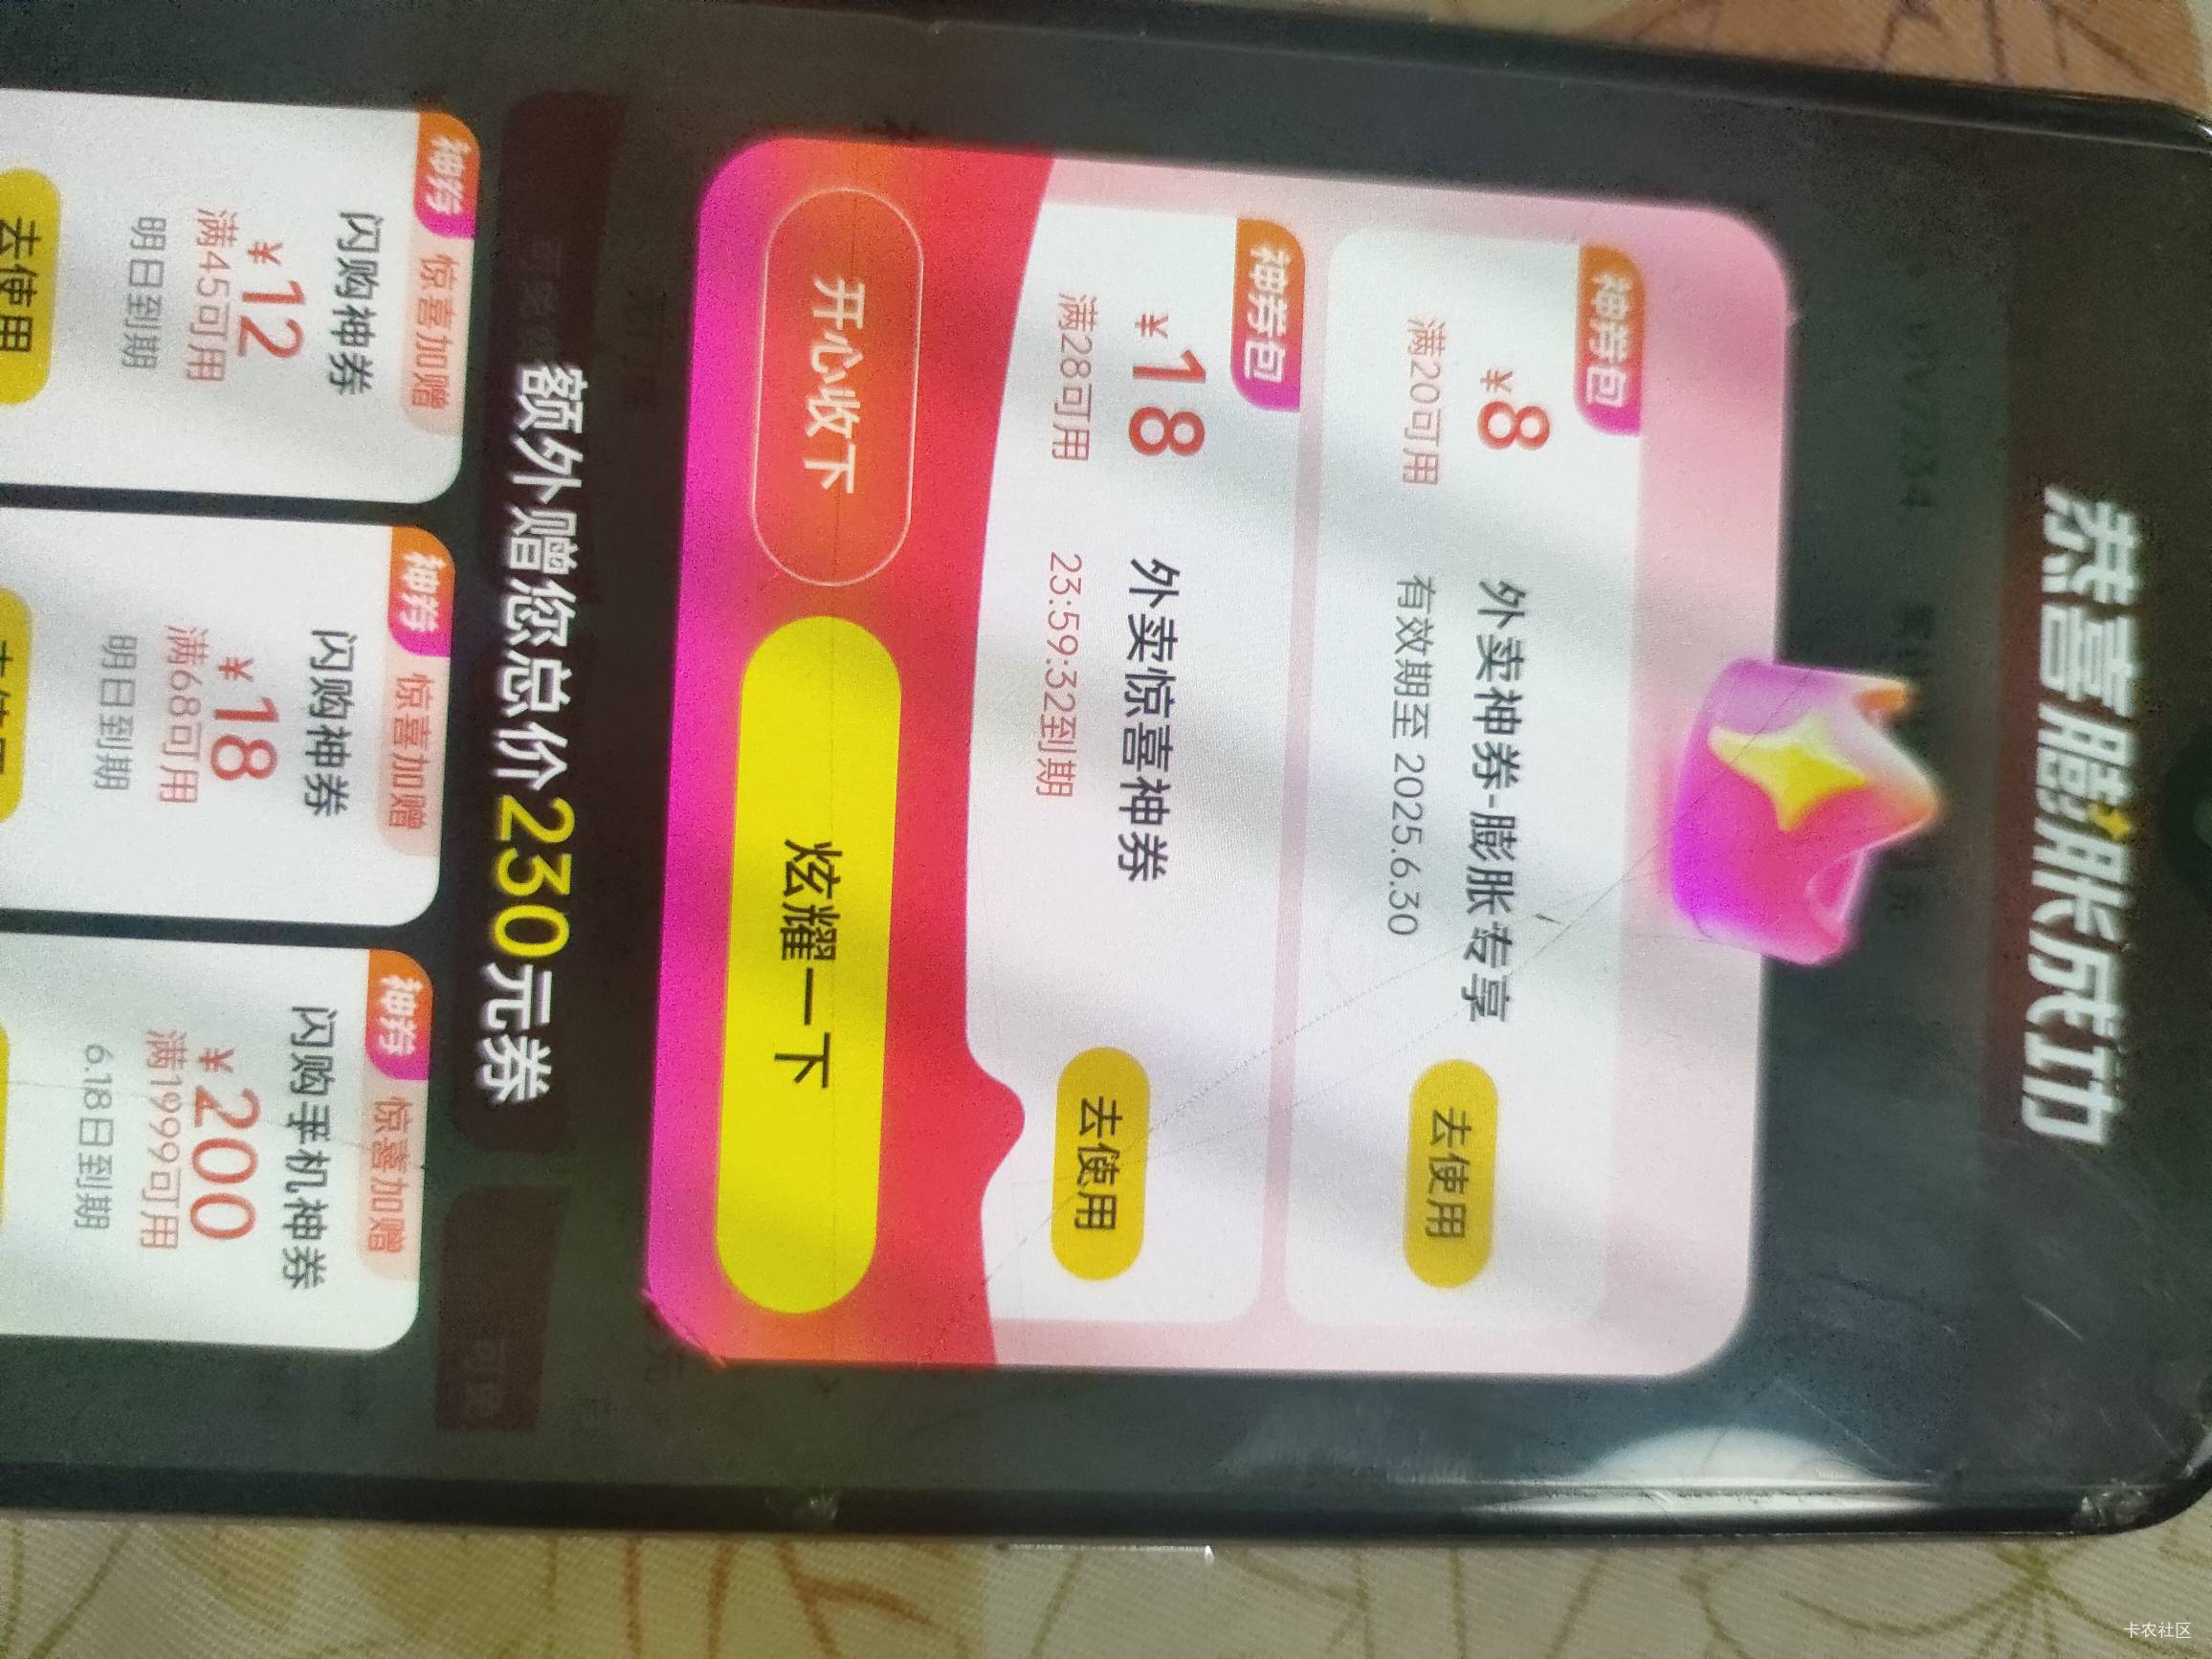 恭喜膨胀成功
神券包
¥8
满20可用
外卖神券-膨胀专享
有效期至 2025.6.30
去使用
神券包
¥18
满28可用
外卖惊喜神券
23:59:32到期
去使用
开心收下
炫耀一下
额外赠您总价230元券
神券 惊喜加赠
闪购神券
¥12
满45可用
明日到期
去使用
神券 惊喜加赠
闪购神券
¥18
满68可用
明日到期
神券 惊喜加赠
闪购手机神券
¥200
满1999可用
6.18日到期
卡农社区